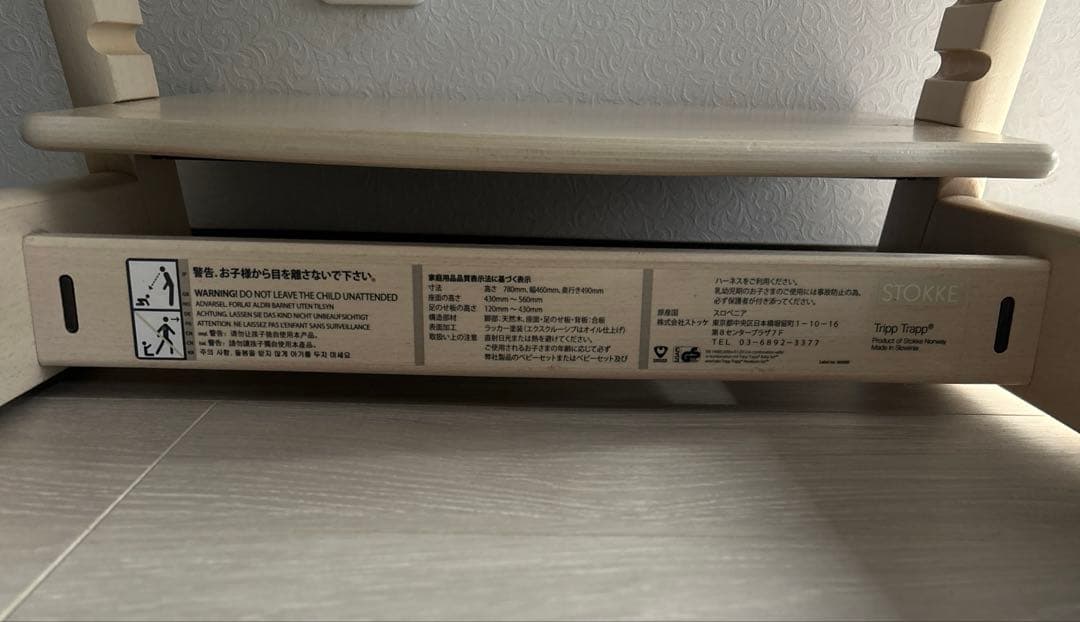 JP 警告. お子様から目を離さないで下さい。
GB WARNING! DO NOT LEAVE THE CHILD UNATTENDED
NO ADVARSEL. FORLAT ALDRI BARNET UTEN TILSYN
DE ACHTUNG. LASSEN SIE DAS KIND NICHT UNBEAUFSICHTIGT
ATTENTION. NE LAISSEZ PAS L'ENFANT SANS SURVEILLANCE
警告: 请勿让孩子独自使用本产品。
警告: 請勿讓孩子獨自使用本產品。
KR 주의 사항. 돌봄을 받지 않게 아기를 두지 마세요
家庭用品品質表示法に基づく表示
寸法 高さ 780mm, 幅460mm, 奥行き490mm
座面の高さ 430mm ～ 560mm
足のせ板の高さ 120mm ～ 430mm
構造部材 脚部:天然木, 座面・足のせ板・背板:合板
表面加工 ラッカー塗装(エクスクルーシブはオイル仕上げ)
取扱い上の注意 直射日光または熱を避けてください。
ご使用されるお子さまの年齢に応じて必ず
弊社製品のベビーセットまたはベビーセット及び
ハーネスをご利用ください。
乳幼児期のお子さまのご使用には事故防止の為,
必ず保護者が付き添ってください。
原産国 スロベニア
株式会社ストッケ 東京都中央区日本橋堀留町1-10-16
第8センタープラザ7F
TEL 03-6892-3377
GS
STOKKE
Tripp Trapp®
Product of Stokke Norway
Made in Slovenia